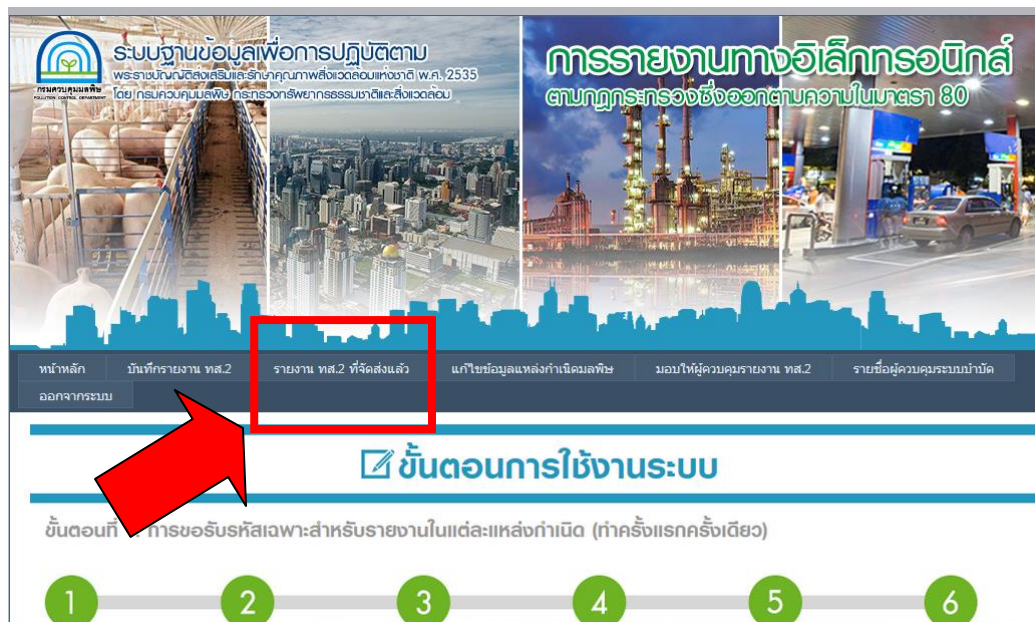 ระบบฐานข้อมูลเพื่อการปฏิบัติตาม
พระราชบัญญัติส่งเสริมและรักษาคุณภาพสิ่งแวดล้อมแห่งชาติ พ.ศ. 2535
โดย กรมควบคุมมลพิษ กระทรวงทรัพยากรธรรมชาติและสิ่งแวดล้อม
กรมควบคุมมลพิษ
POLLUTION CONTROL DEPARTMENT
การรายงานทางอิเล็กทรอนิกส์
ตามกฎกระทรวงซึ่งออกตามความในมาตรา 80
หน้าหลัก บันทึกรายงาน ทส.2 รายงาน ทส.2 ที่จัดส่งแล้ว แก้ไขข้อมูลแหล่งกำเนิดมลพิษ มอบให้ผู้ควบคุมรายงาน ทส.2 รายชื่อผู้ควบคุมระบบบำบัด
ออกจากระบบ
ขั้นตอนการใช้งานระบบ
ขั้นตอนที่ การขอรับรหัสเฉพาะสำหรับรายงานในแต่ละแหล่งกำเนิด (ทำครั้งแรกครั้งเดียว)
1 2 3 4 5 6